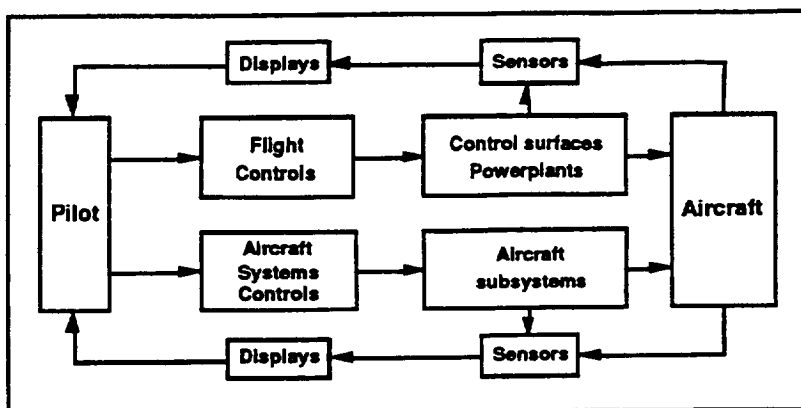 Displays
Sensors
Flight
Controls
Control surfaces
Powerplants
Pilot
Aircraft
Aircraft
Systems
Controls
Aircraft
subsystems
Displays
Sensors